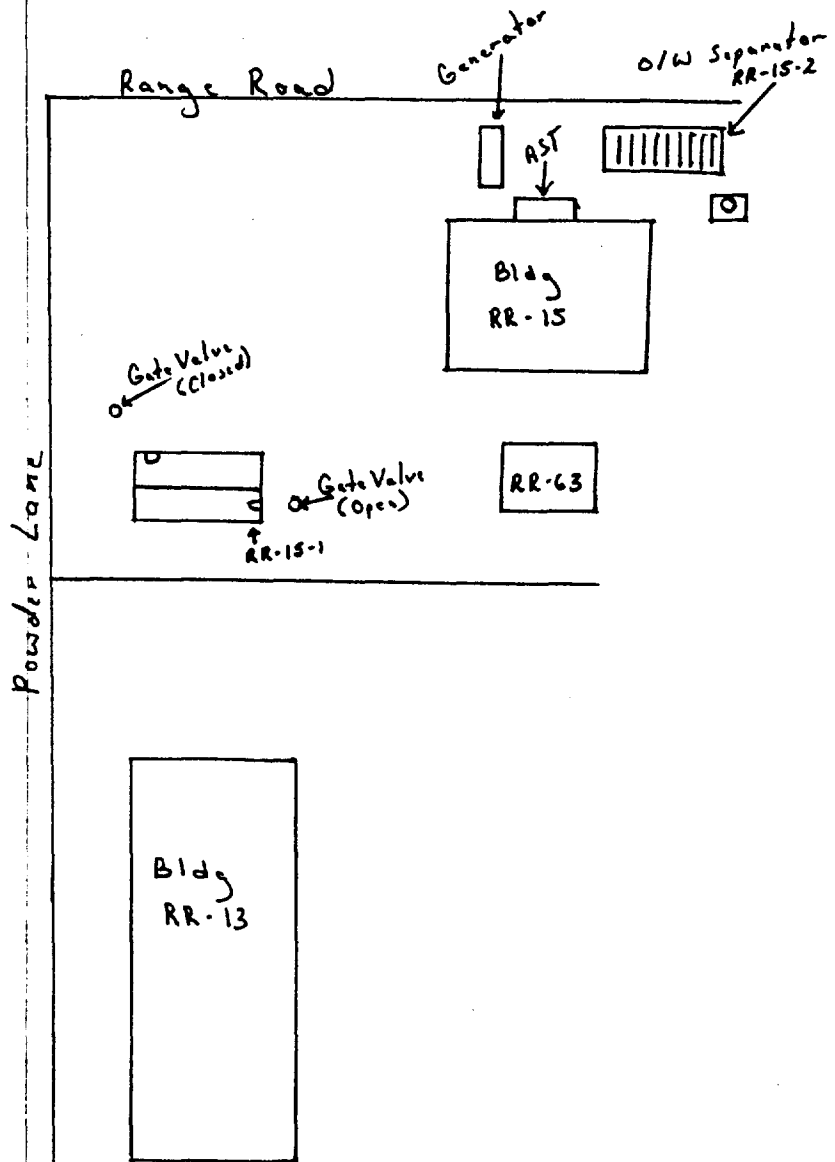 Generator
O/W Separator
RR-15-2
Range Road
AST
Bldg
RR-15
Gate Valve
(Closed)
Gate Valve
(Open)
RR-63
RR-15-1
Powder Lane
Bldg
RR-13